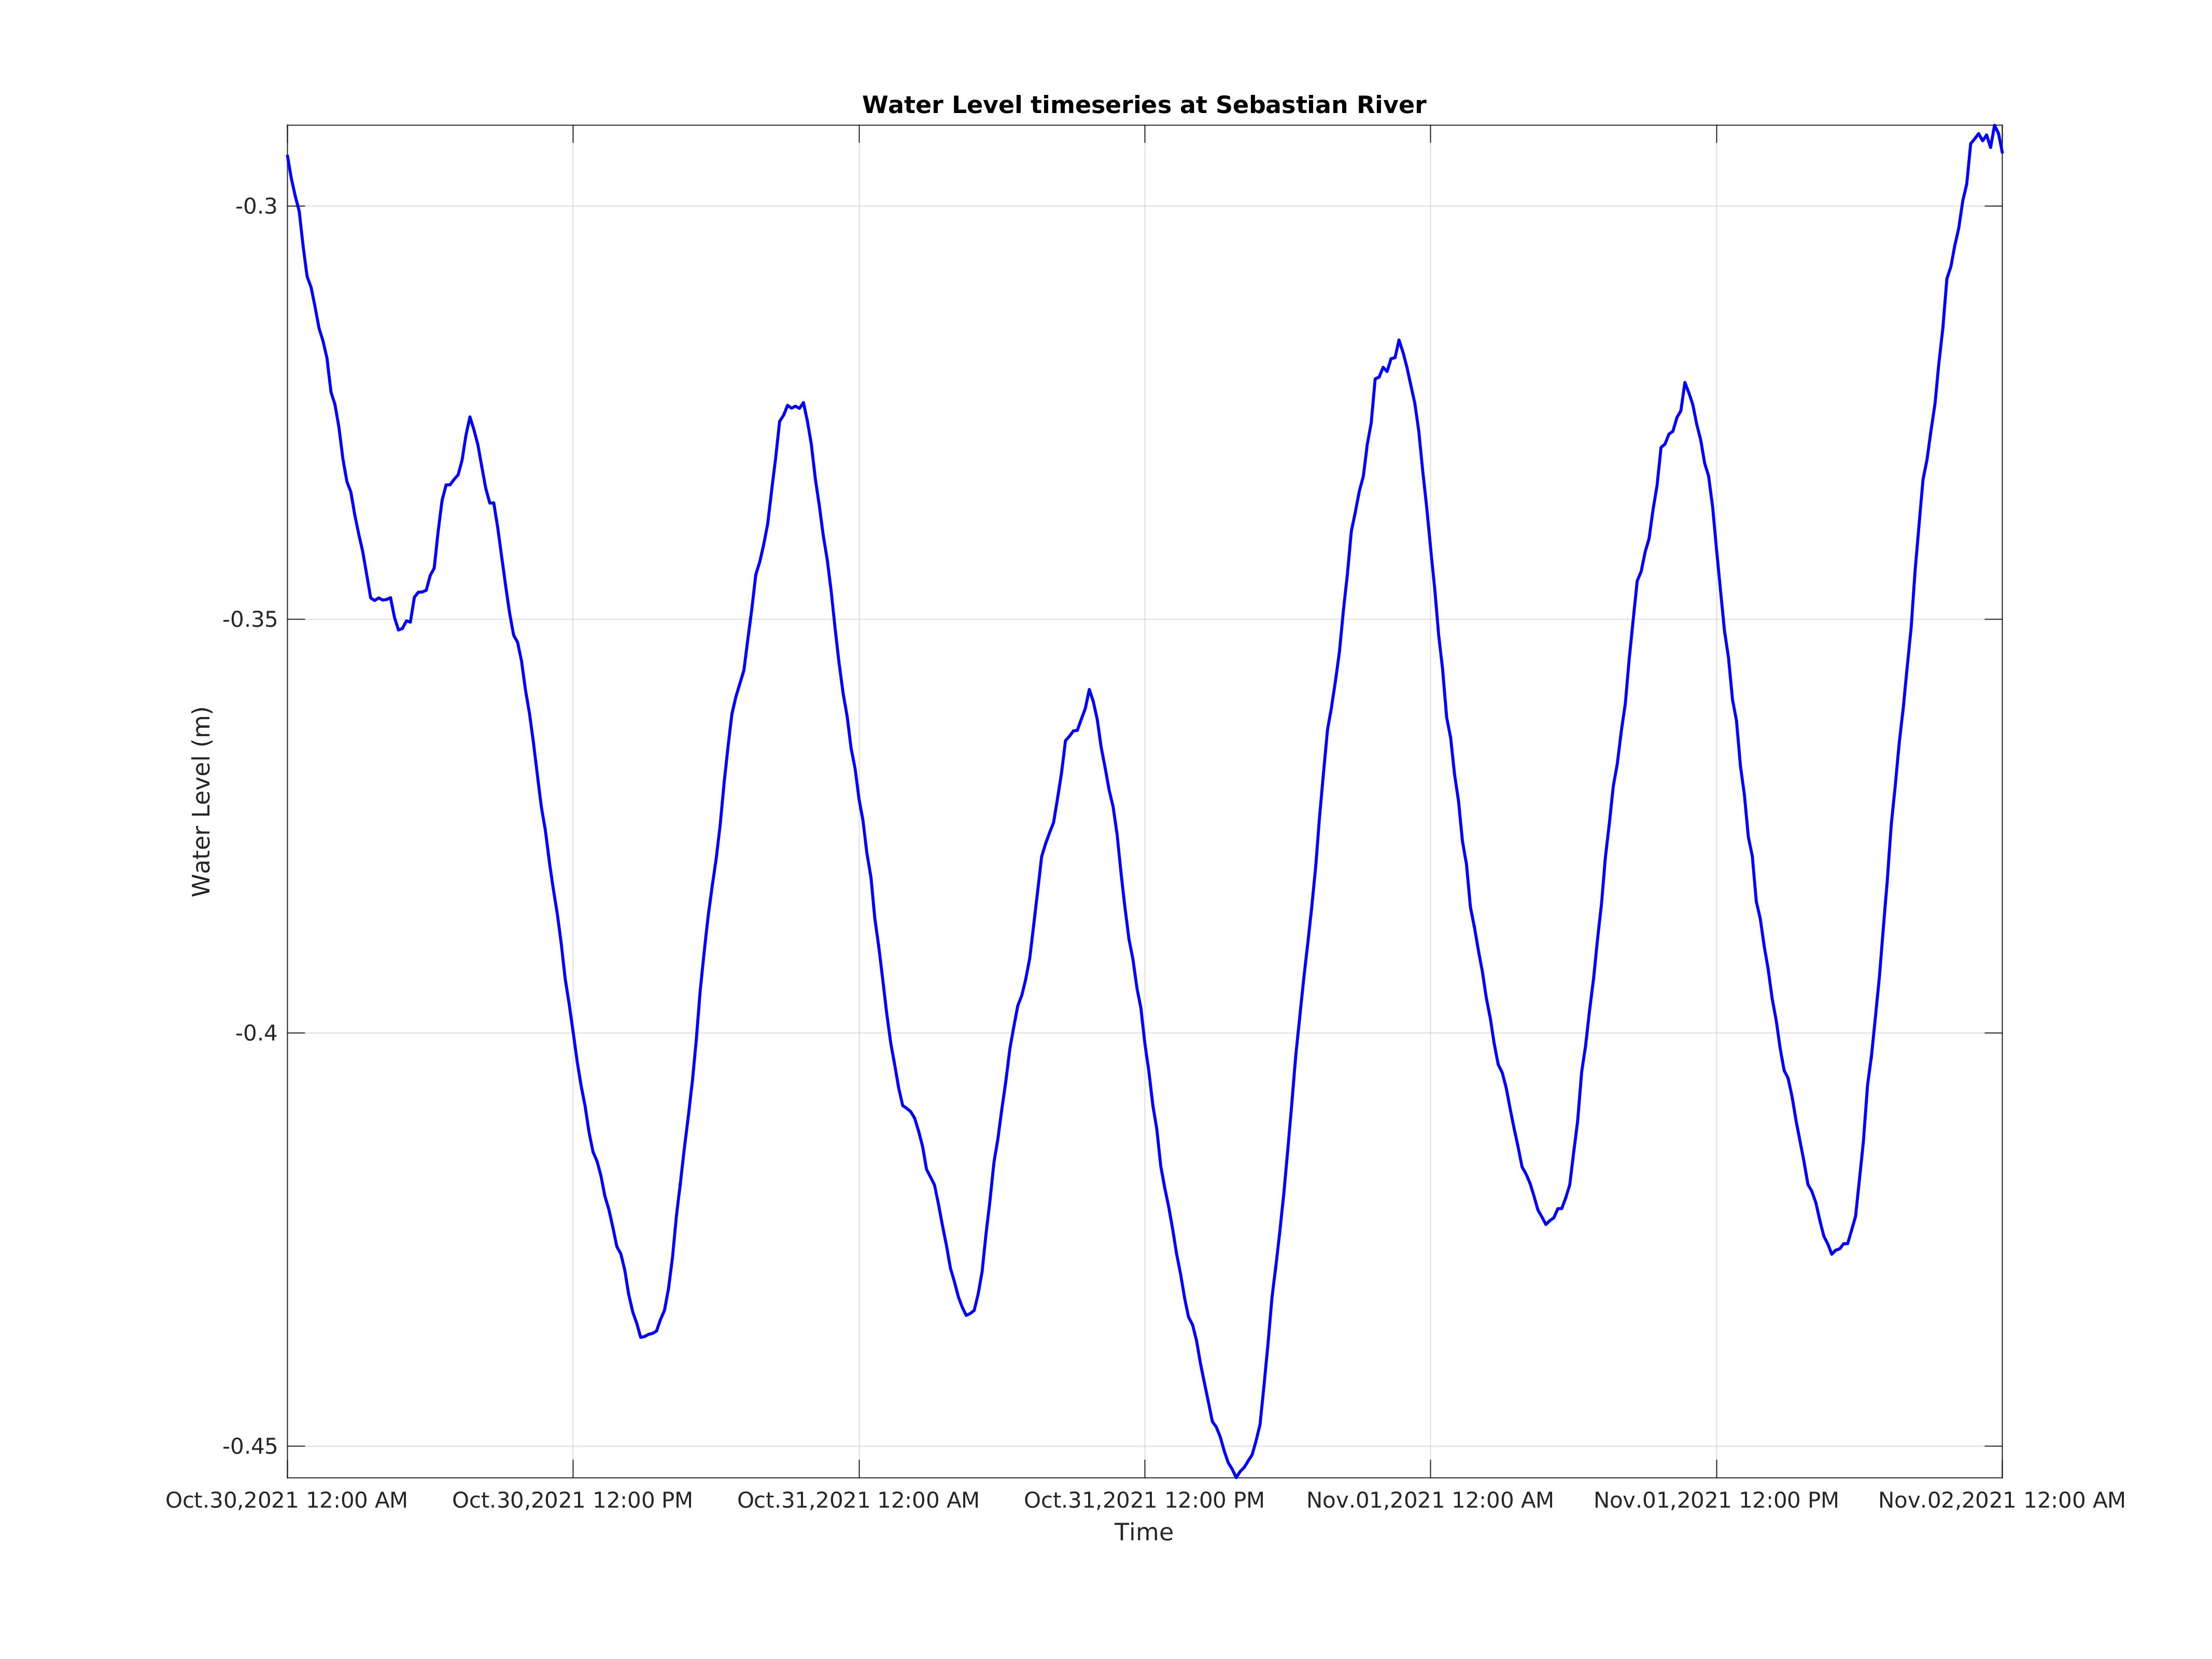 Water Level timeseries at Sebastian River
-0.3
-0.35
-0.4
-0.45
Water Level (m)
Oct.30,2021 12:00 AM Oct.30,2021 12:00 PM Oct.31,2021 12:00 AM Oct.31,2021 12:00 PM Nov.01,2021 12:00 AM Nov.01,2021 12:00 PM Nov.02,2021 12:00 AM
Time